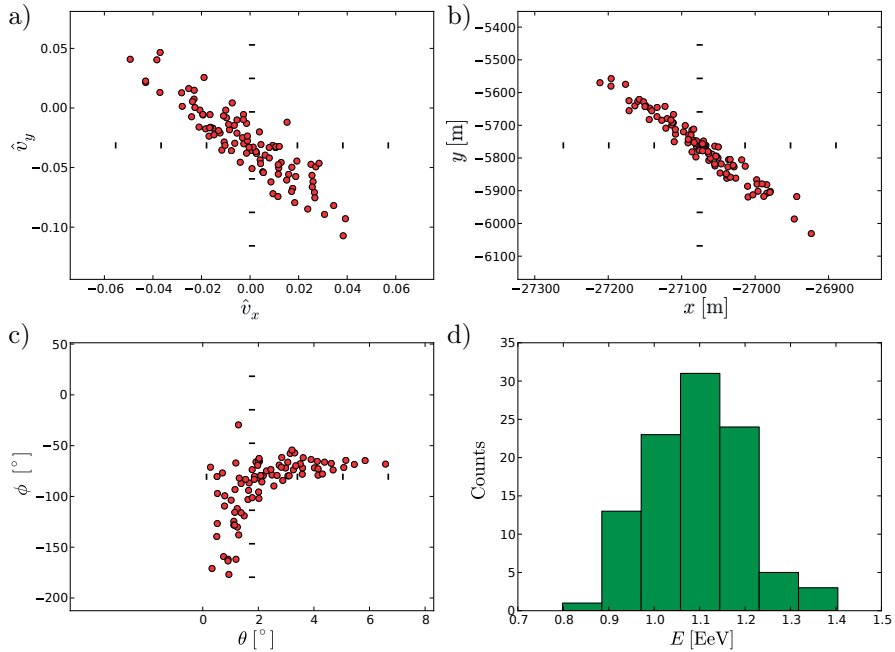 a)
0.05
0.00
−0.05
−0.10
v̂_y
−0.06 −0.04 −0.02 0.00 0.02 0.04 0.06
v̂_x
b)
−5400
−5500
−5600
−5700
−5800
−5900
−6000
−6100
y [m]
−27300 −27200 −27100 −27000 −26900
x [m]
c)
50
0
−50
−100
−150
−200
ϕ [°]
0 2 4 6 8
θ [°]
d)
35
30
25
20
15
10
5
0
Counts
0.7 0.8 0.9 1.0 1.1 1.2 1.3 1.4 1.5
E [EeV]